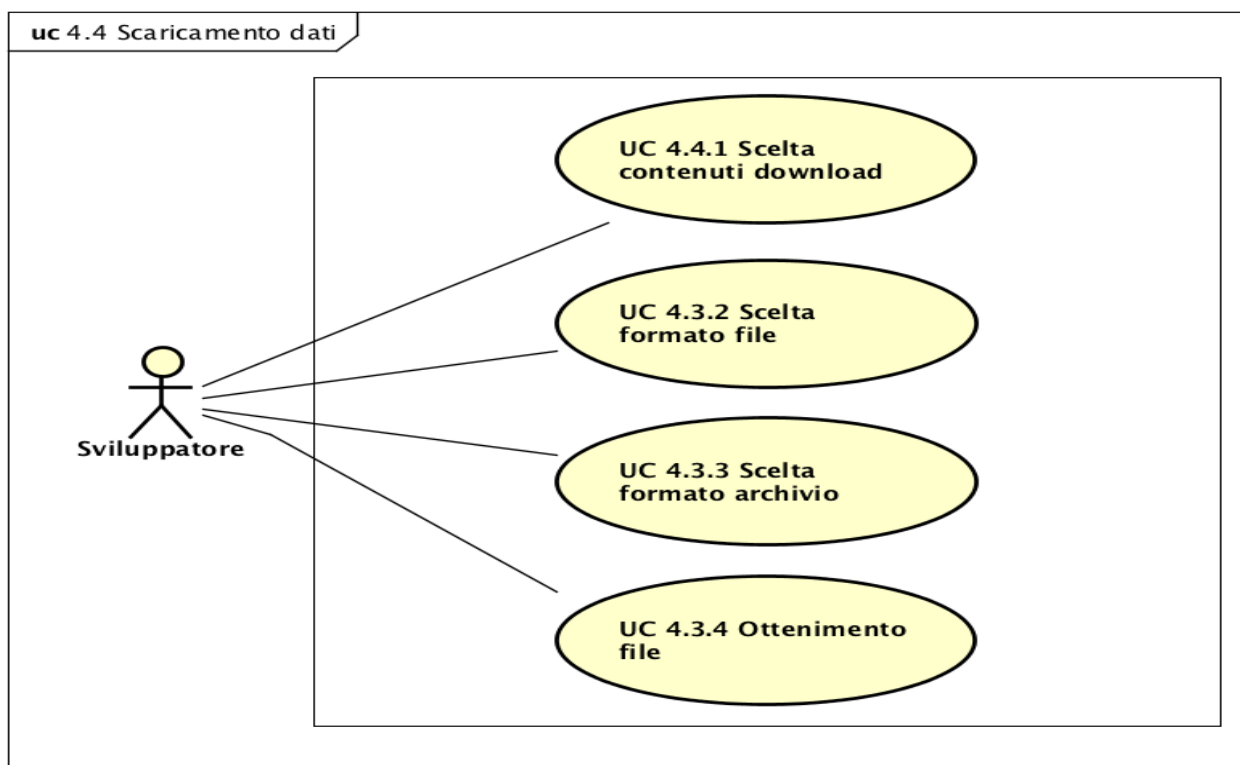 uc 4.4 Scaricamento dati
UC 4.4.1 Scelta
contenuti download
UC 4.3.2 Scelta
formato file
Sviluppatore
UC 4.3.3 Scelta
formato archivio
UC 4.3.4 Ottenimento
file